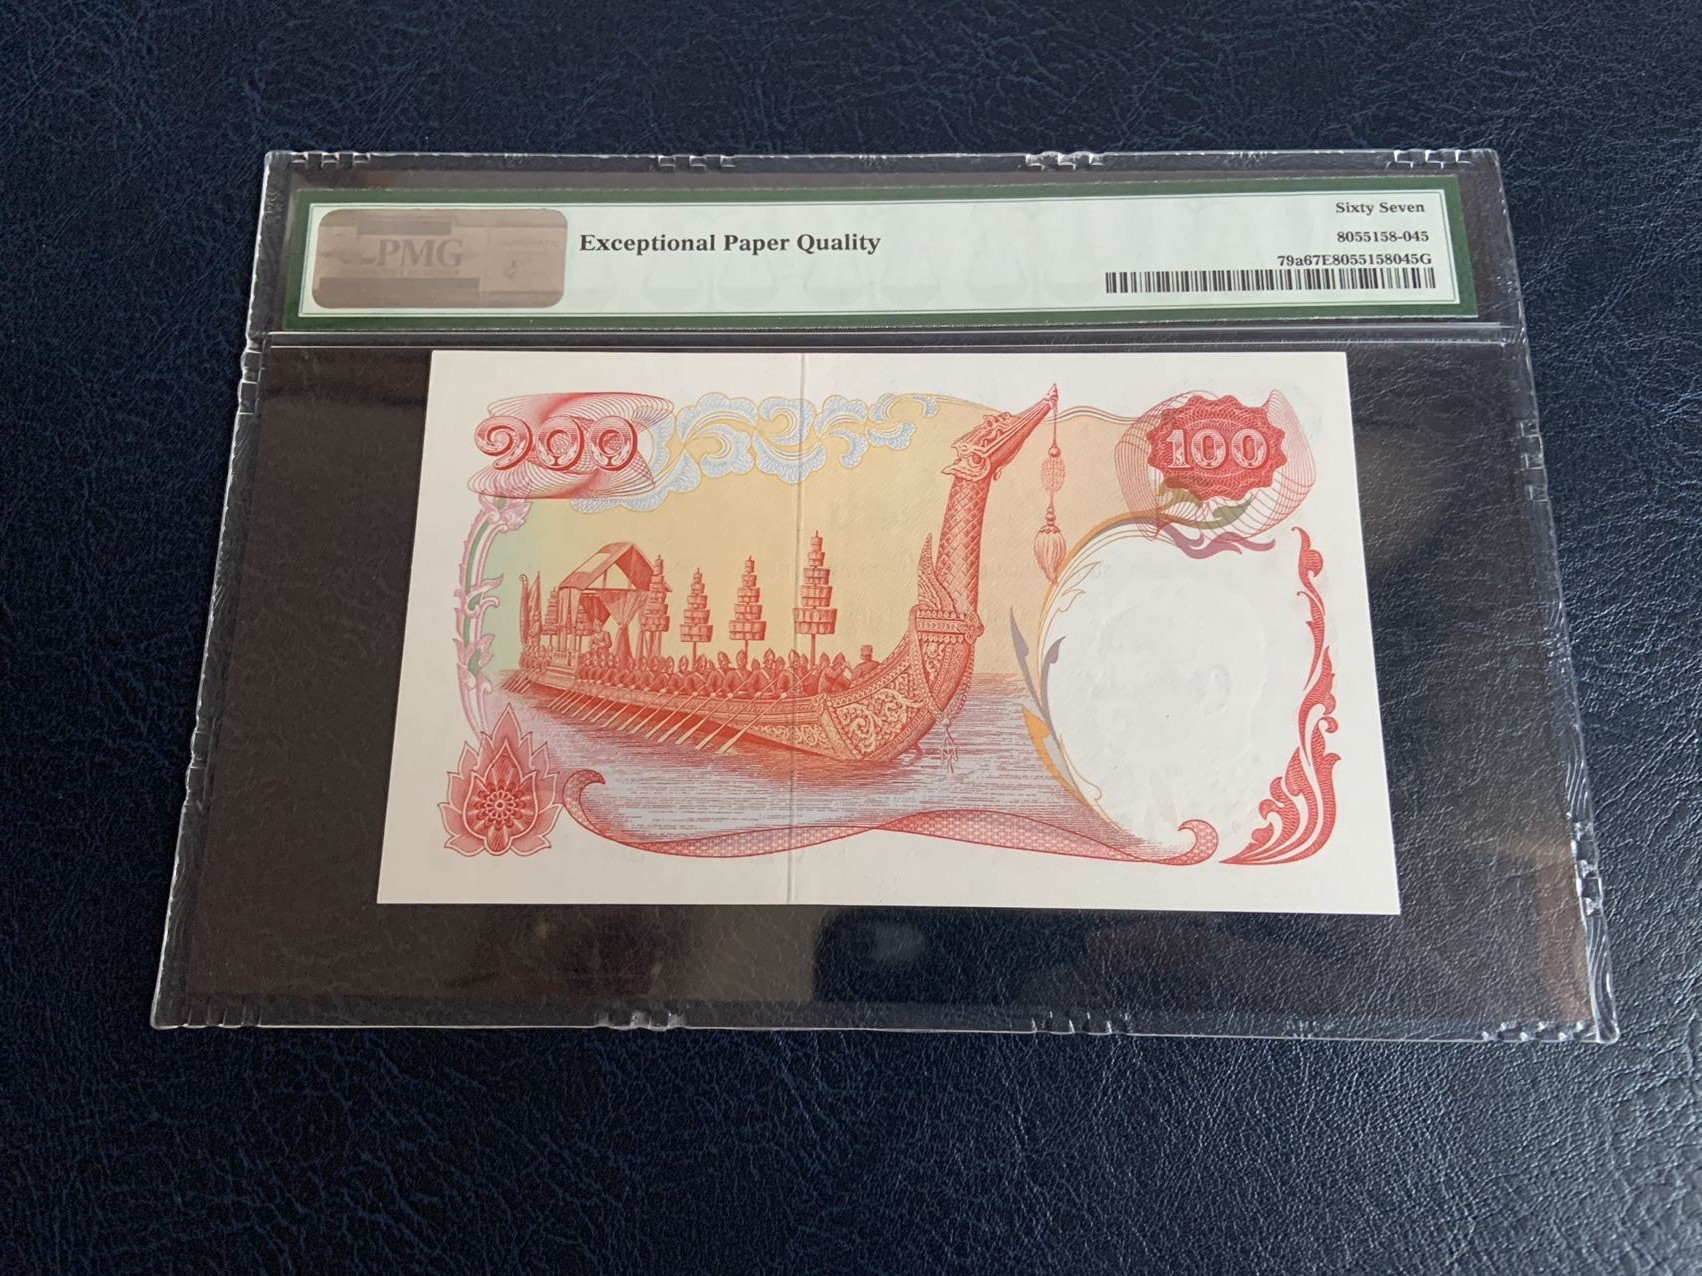 PMG
Exceptional Paper Quality
Sixty Seven
8055158-045
79a67E8055158045G
๑๐๐
100